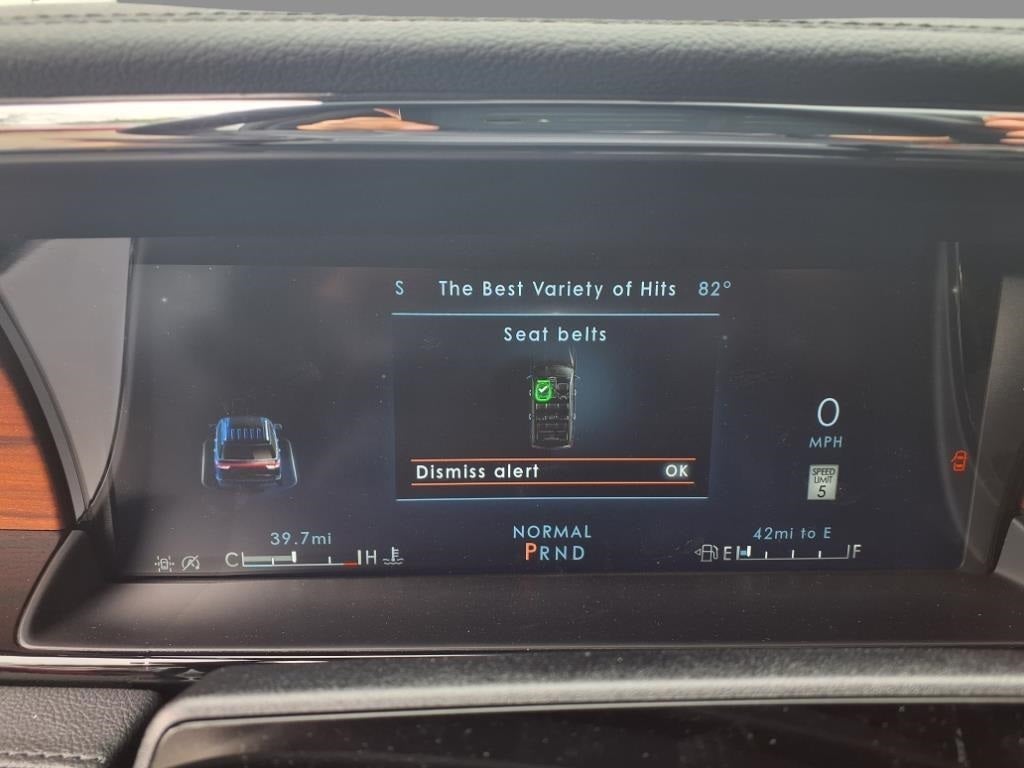 S The Best Variety of Hits 82°
Seat belts
Dismiss alert OK
0
MPH
SPEED
LIMIT
5
39.7mi
C H
NORMAL
PRND
42mi to E
E F